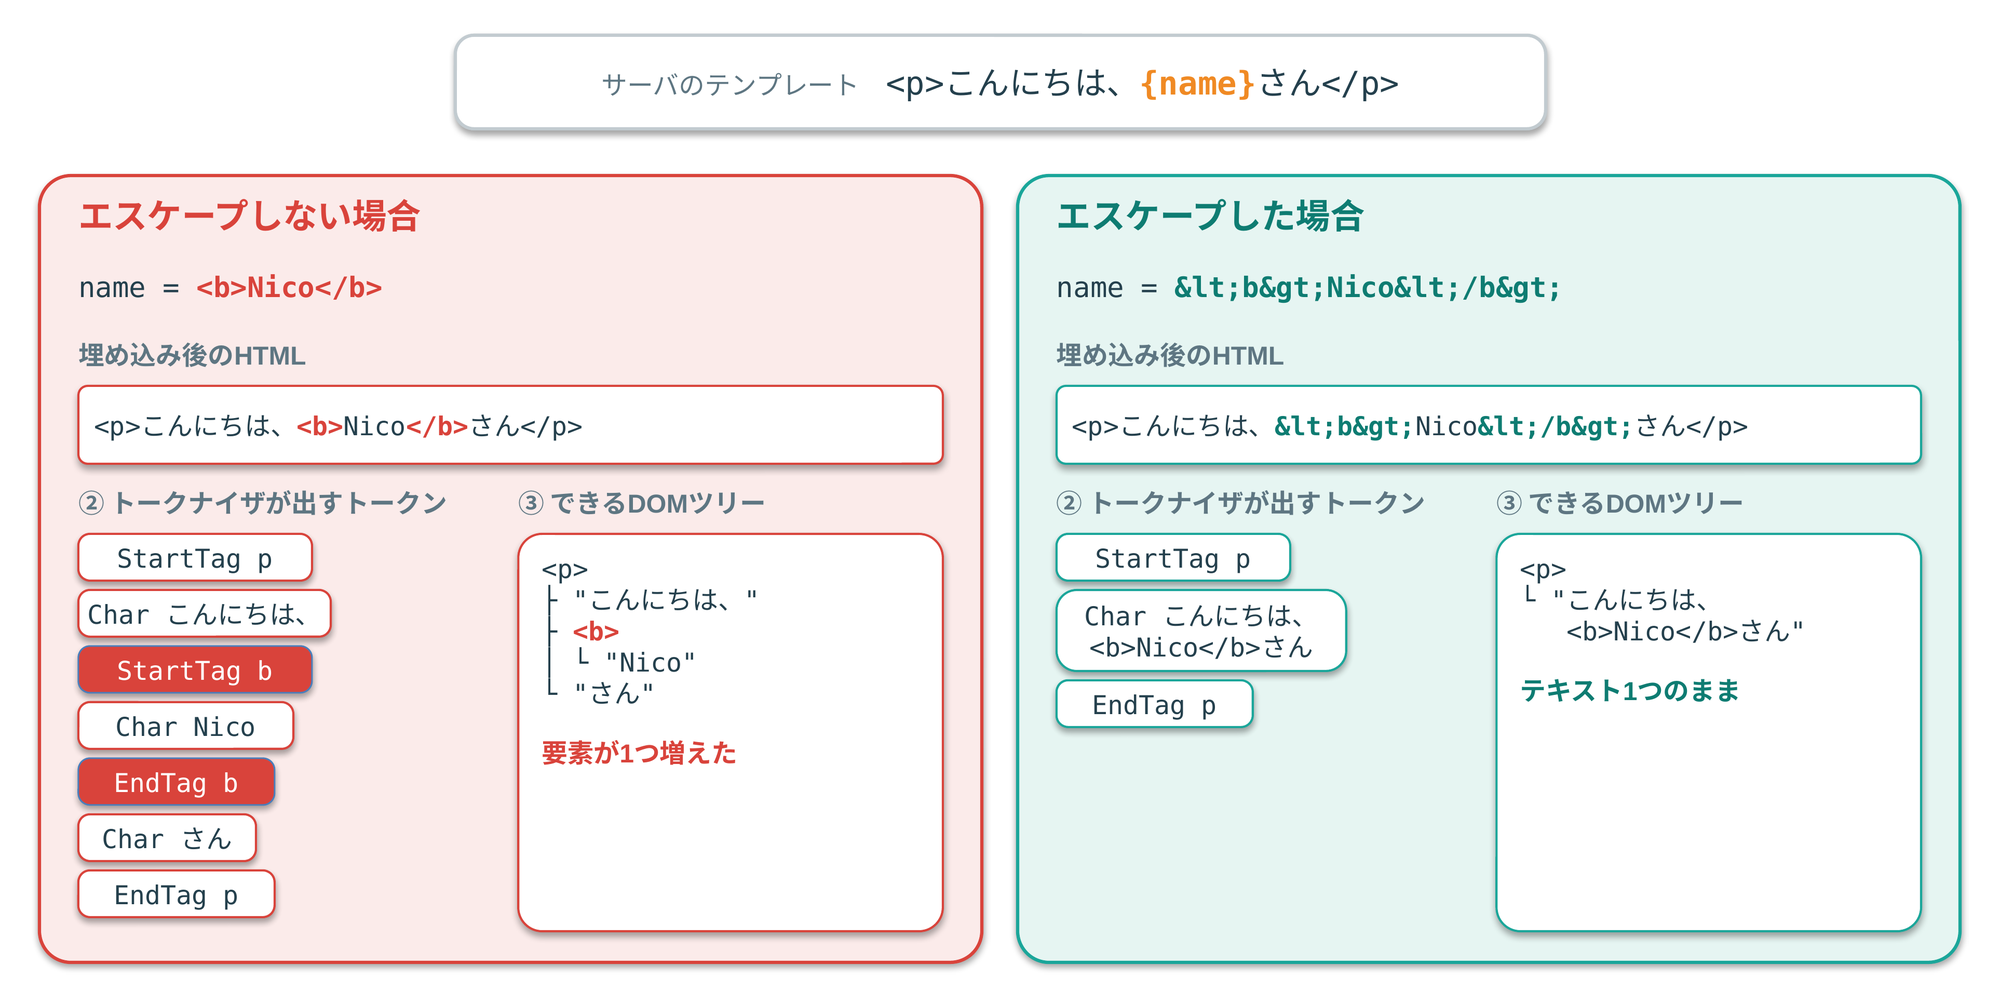 サーバのテンプレート <p>こんにちは、{name}さん</p>
エスケープしない場合
name = <b>Nico</b>
埋め込み後のHTML
<p>こんにちは、<b>Nico</b>さん</p>
② トークナイザが出すトークン
StartTag p
Char こんにちは、
StartTag b
Char Nico
EndTag b
Char さん
EndTag p
③ できるDOMツリー
<p>
├ "こんにちは、"
├ <b>
│ └ "Nico"
└ "さん"
要素が1つ増えた
エスケープした場合
name = &lt;b&gt;Nico&lt;/b&gt;
埋め込み後のHTML
<p>こんにちは、&lt;b&gt;Nico&lt;/b&gt;さん</p>
② トークナイザが出すトークン
StartTag p
Char こんにちは、
<b>Nico</b>さん
EndTag p
③ できるDOMツリー
<p>
└ "こんにちは、
<b>Nico</b>さん"
テキスト1つのまま